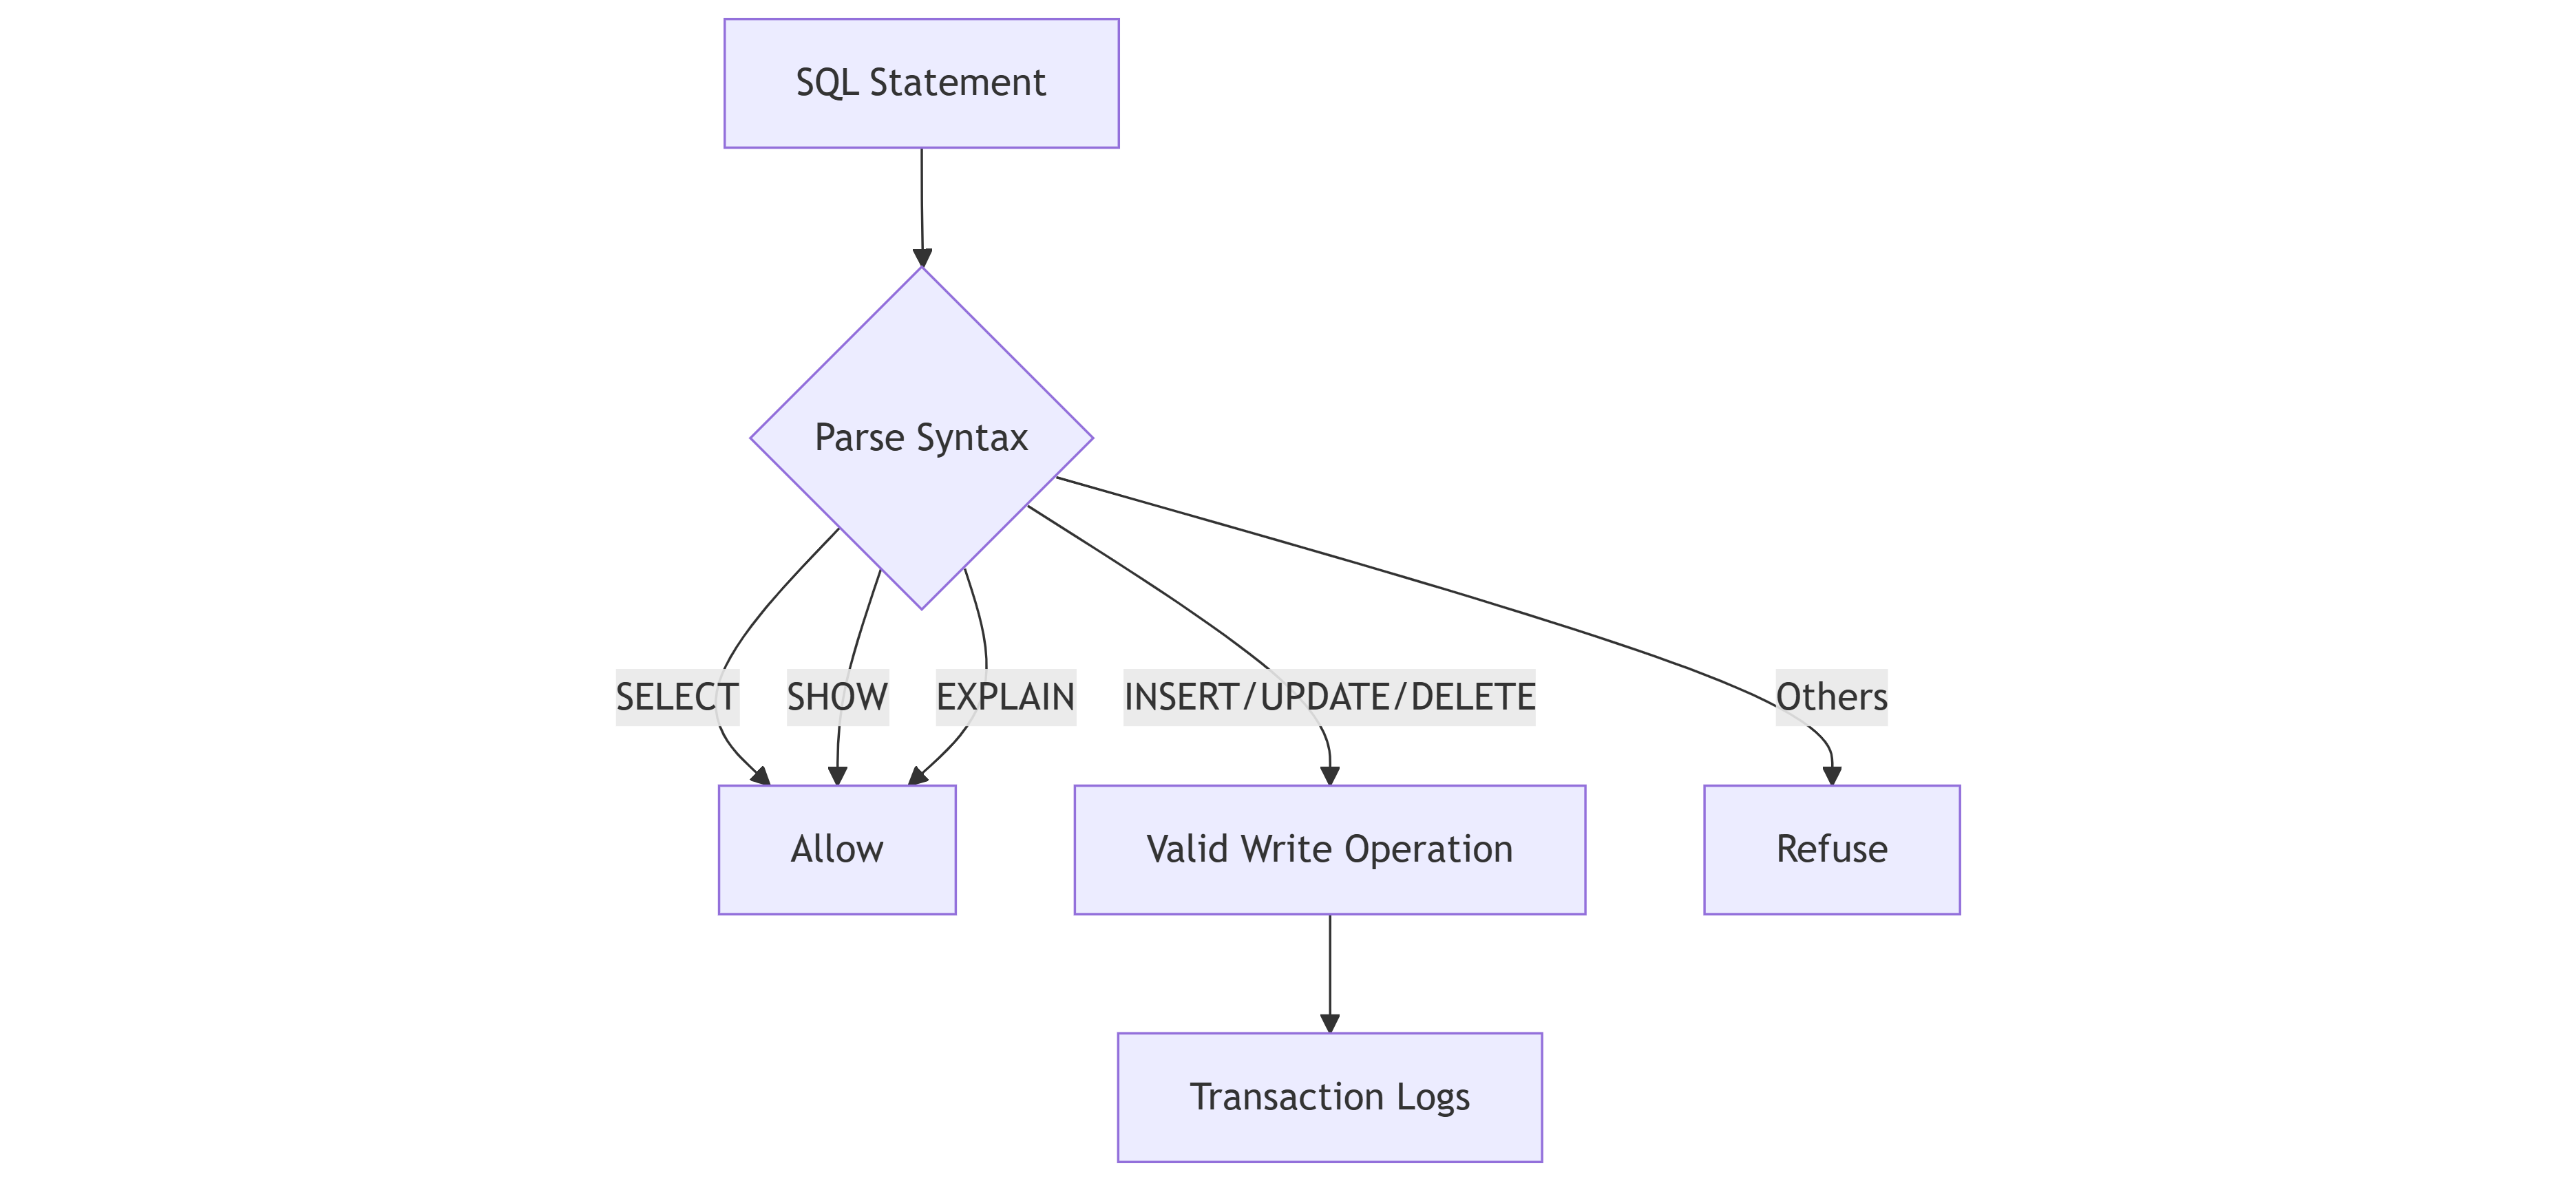 SQL Statement
Parse Syntax
SELECT
SHOW
EXPLAIN
INSERT/UPDATE/DELETE
Others
Allow
Valid Write Operation
Refuse
Transaction Logs